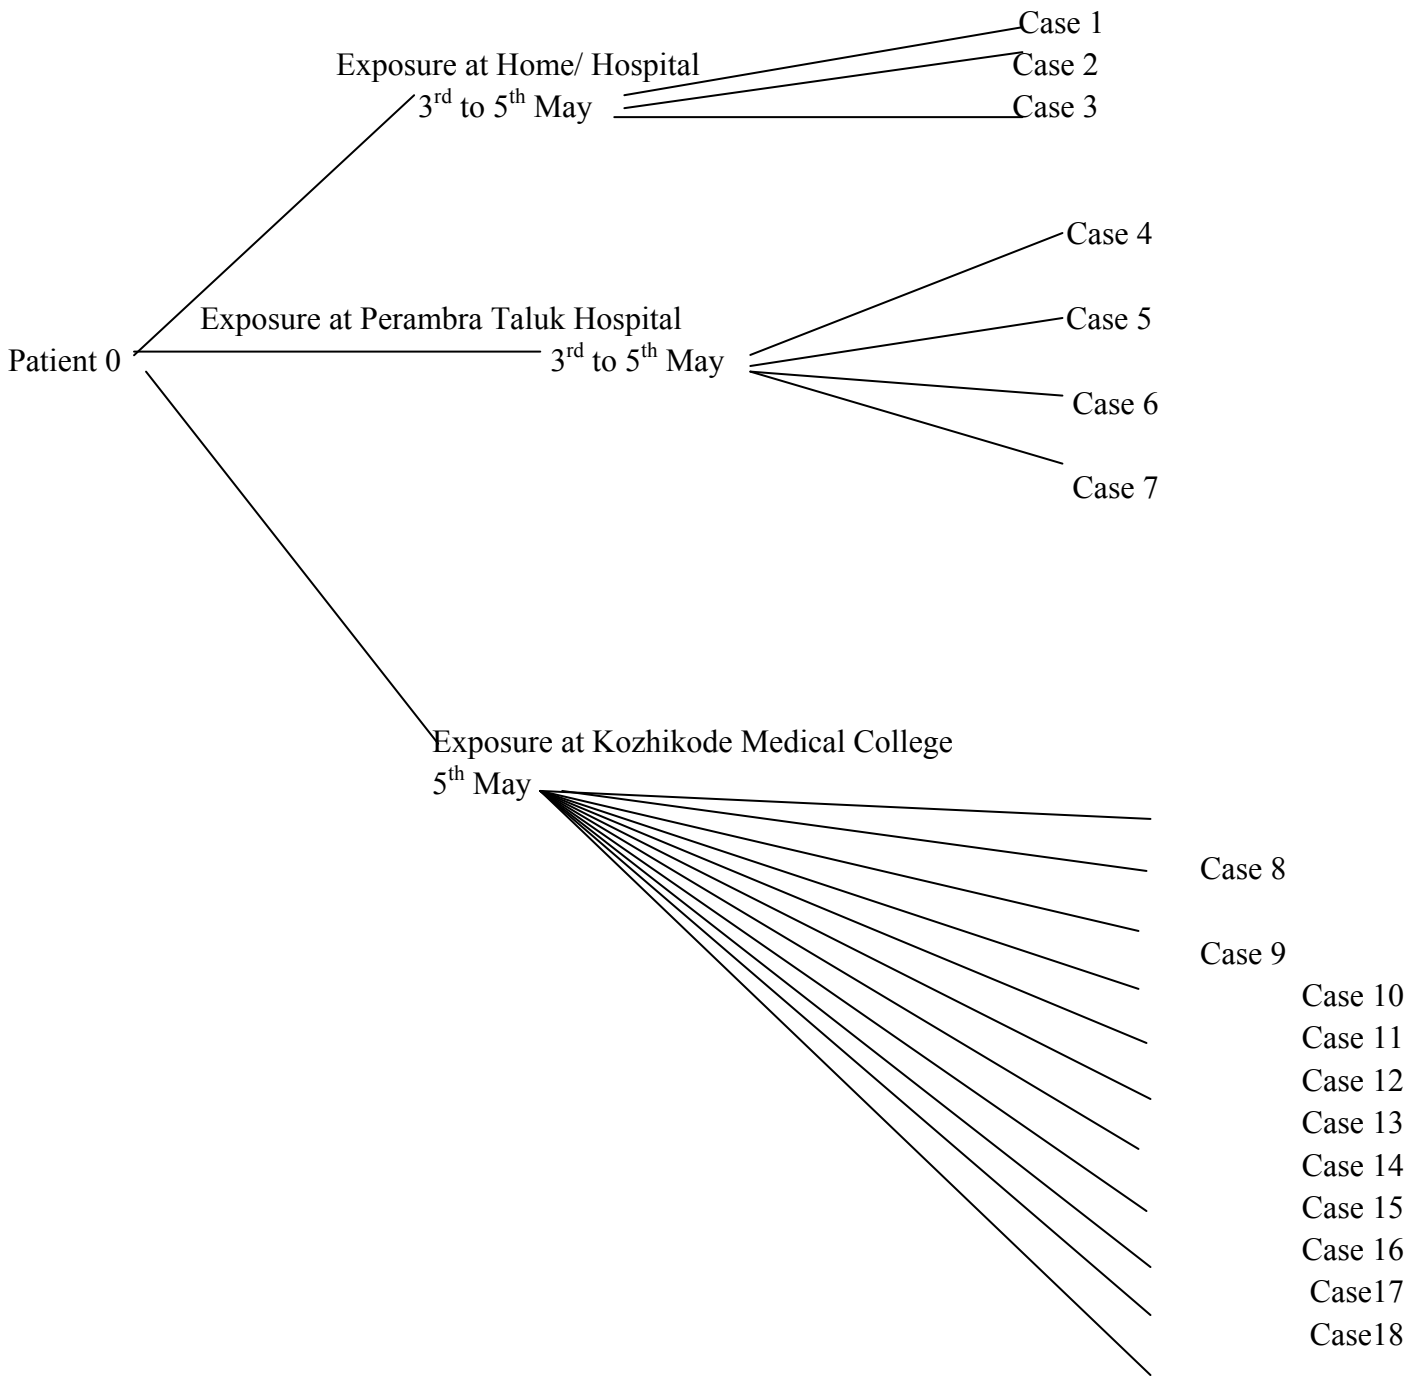 Case 1
Exposure at Home/ Hospital
Case 2
3rd to 5th May
Case 3
Case 4
Exposure at Perambra Taluk Hospital
Case 5
Patient 0
3rd to 5th May
Case 6
Case 7
Exposure at Kozhikode Medical College
5th May
Case 8
Case 9
Case 10
Case 11
Case 12
Case 13
Case 14
Case 15
Case 16
Case17
Case18